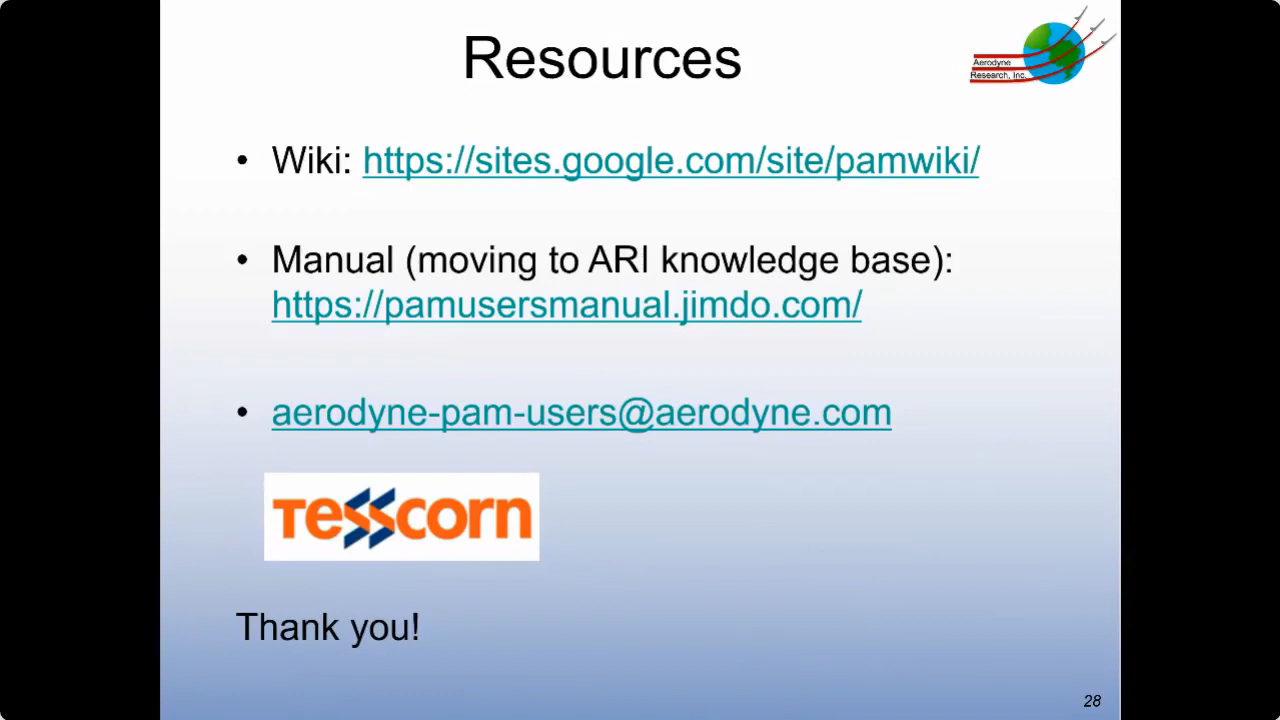 Resources
Aerodyne
Research, Inc.
• Wiki: https://sites.google.com/site/pamwiki/
• Manual (moving to ARI knowledge base):
https://pamusersmanual.jimdo.com/
• aerodyne-pam-users@aerodyne.com
Tesscorn
Thank you!
28